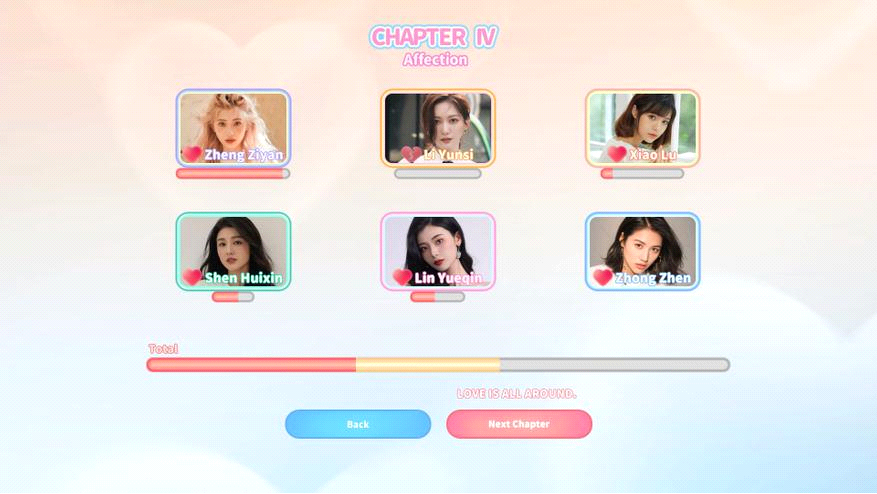 CHAPTER IV
Affection
Zheng Ziyan
Li Yunsi
Xiao Lu
Shen Huixin
Lin Yueqin
Zhong Zhen
Total
LOVE IS ALL AROUND.
Back
Next Chapter